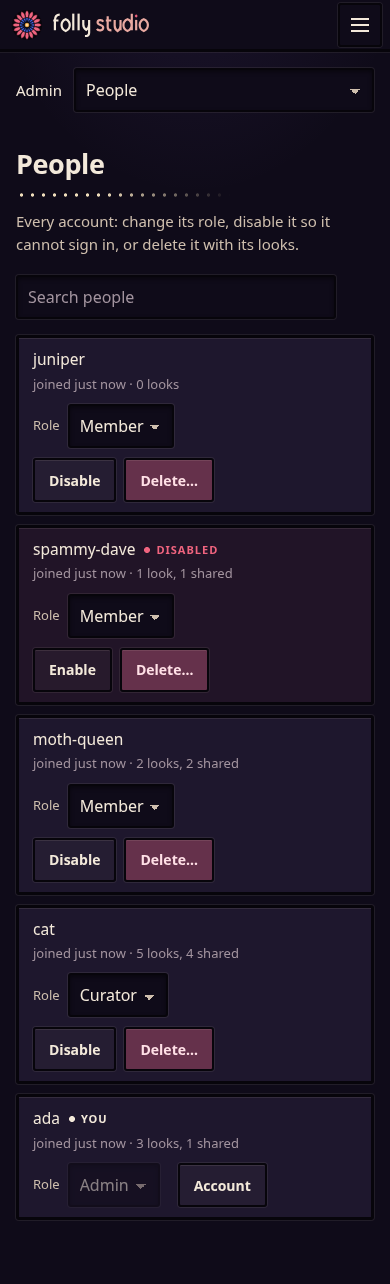 folly studio
Admin People
People
Every account: change its role, disable it so it
cannot sign in, or delete it with its looks.
Search people
juniper
joined just now · 0 looks
Role Member
Disable Delete...
spammy-dave • DISABLED
joined just now · 1 look, 1 shared
Role Member
Enable Delete...
moth-queen
joined just now · 2 looks, 2 shared
Role Member
Disable Delete...
cat
joined just now · 5 looks, 4 shared
Role Curator
Disable Delete...
ada • YOU
joined just now · 3 looks, 1 shared
Role Admin Account